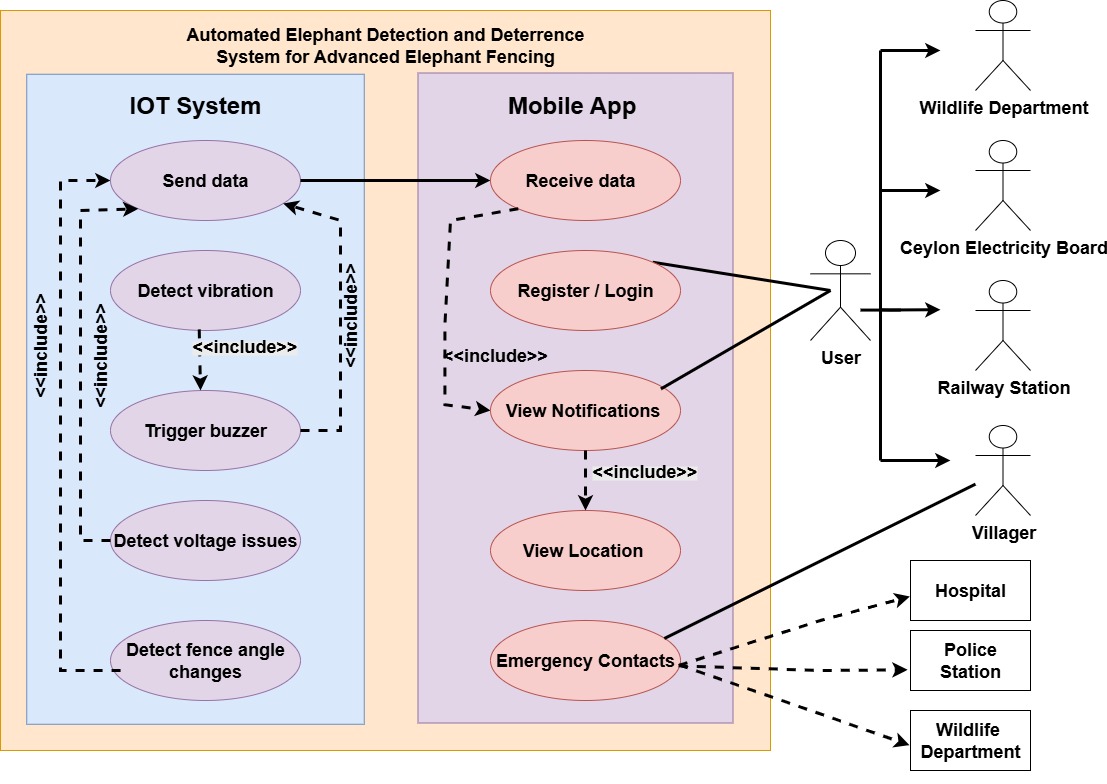 Automated Elephant Detection and Deterrence
System for Advanced Elephant Fencing
IOT System
Send data
Detect vibration
<<include>>
Trigger buzzer
Detect voltage issues
Detect fence angle
changes
<<include>>
<<include>>
<<include>>
Mobile App
Receive data
Register / Login
<<include>>
View Notifications
<<include>>
View Location
Emergency Contacts
User
Wildlife Department
Ceylon Electricity Board
Railway Station
Villager
Hospital
Police
Station
Wildlife
Department